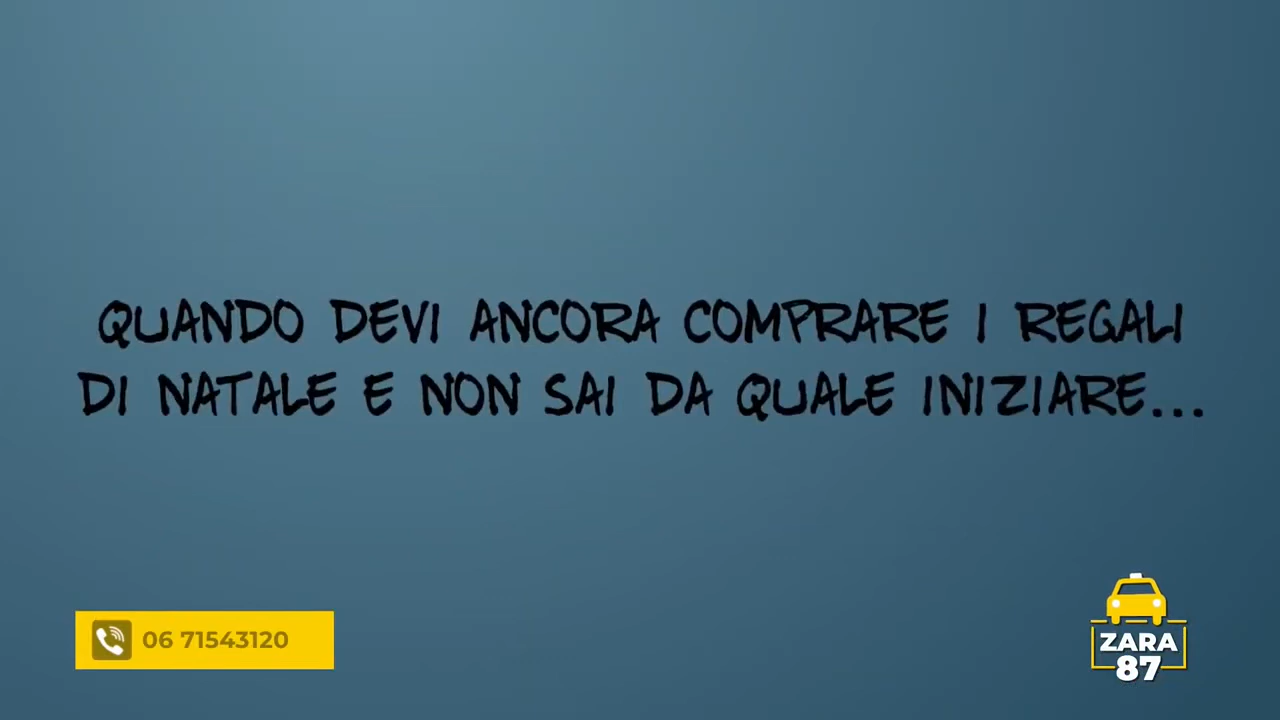 QUANDO DEVI ANCORA COMPRARE I REGALI
DI NATALE E NON SAI DA QUALE INIZIARE...
06 71543120
ZARA
87